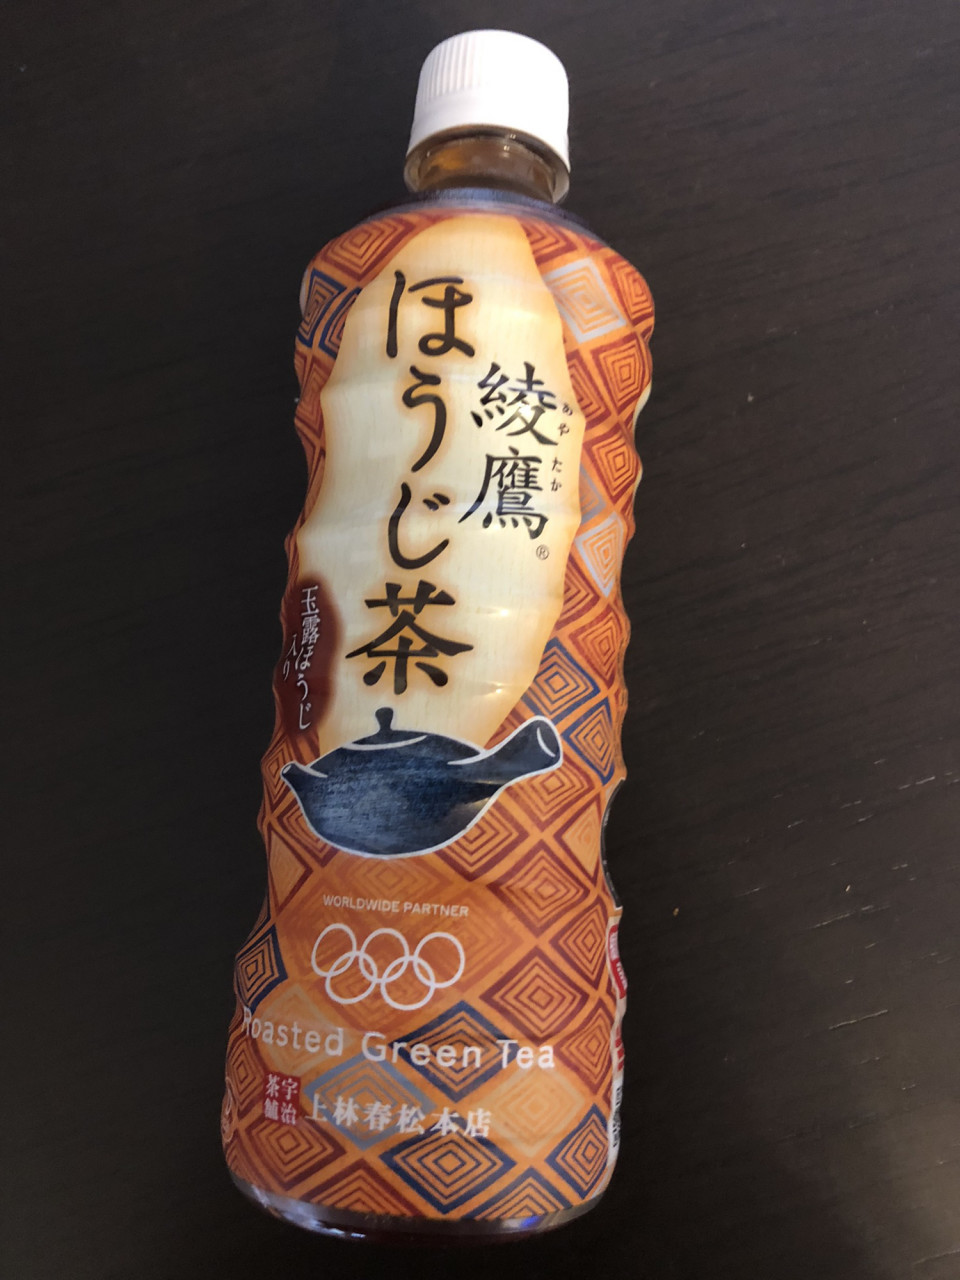 綾鷹®
あやたか
ほうじ茶
玉露ほうじ
入り
WORLDWIDE PARTNER
Roasted Green Tea
宇治
茶舗
上林春松本店